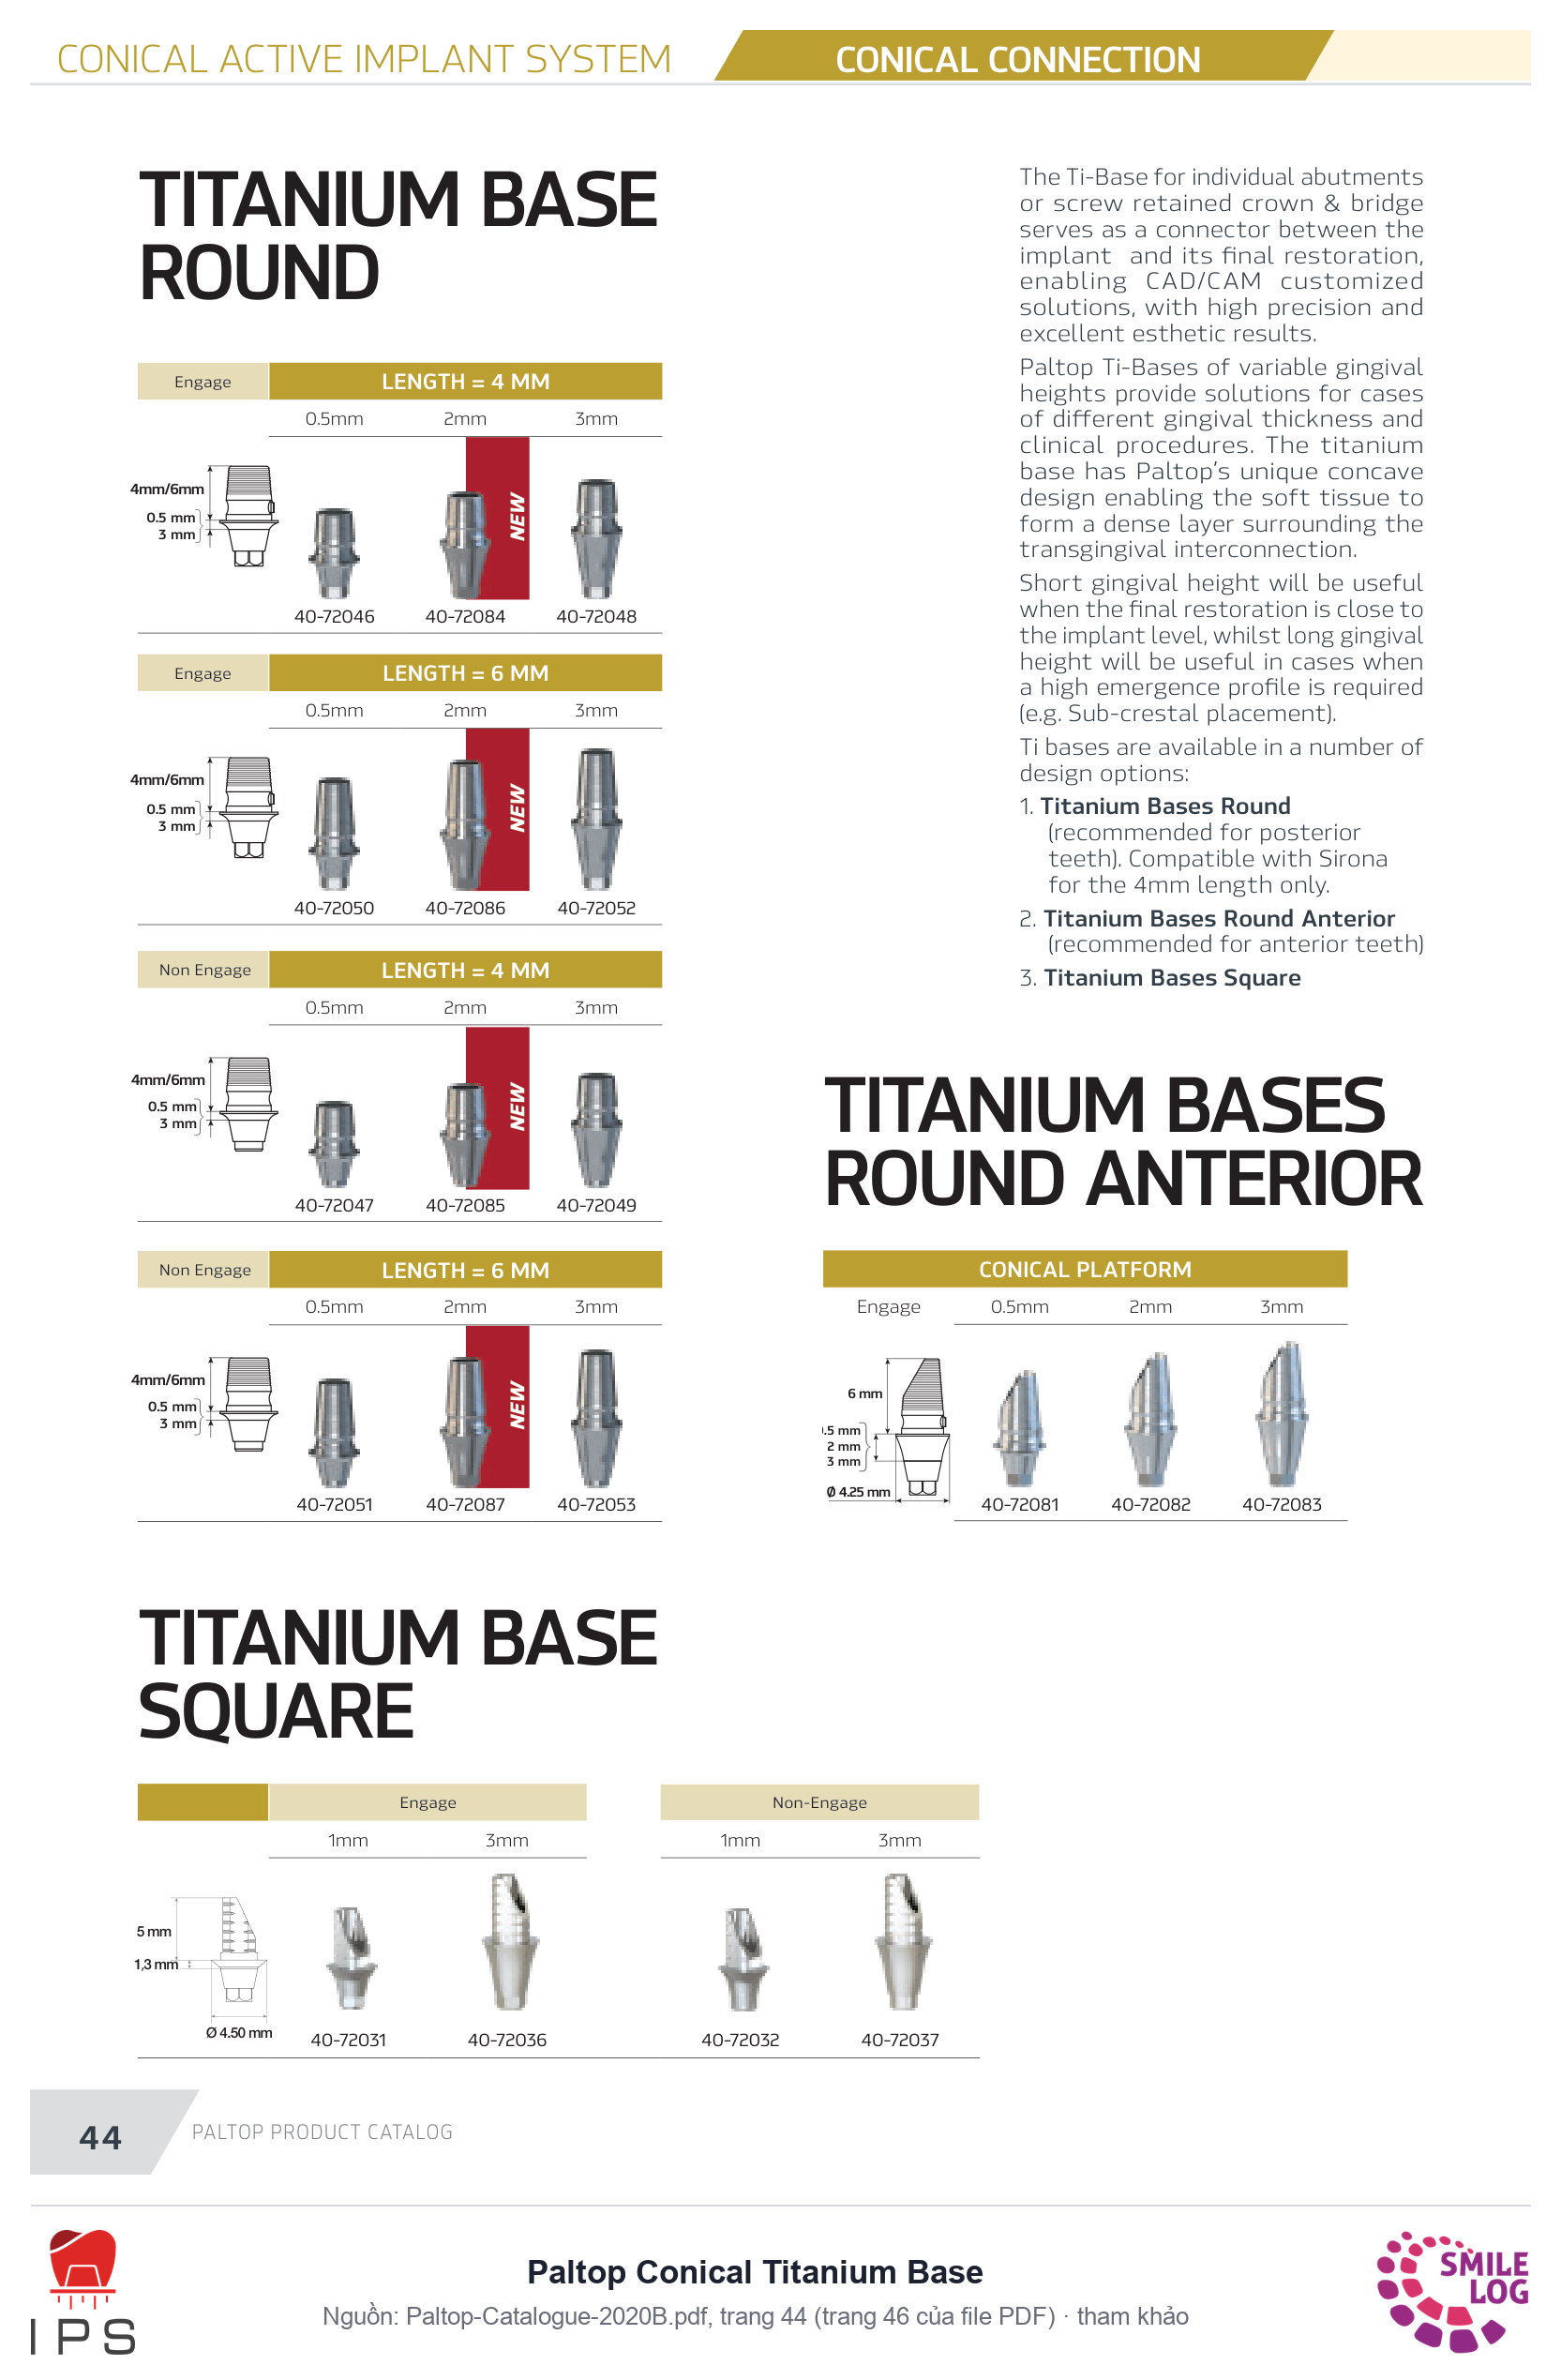 CONICAL ACTIVE IMPLANT SYSTEM
CONICAL CONNECTION
TITANIUM BASE
ROUND
Engage
LENGTH = 4 MM
0.5mm 2mm 3mm
4mm/6mm
0.5 mm
3 mm
NEW
40-72046 40-72084 40-72048
Engage
LENGTH = 6 MM
0.5mm 2mm 3mm
4mm/6mm
0.5 mm
3 mm
NEW
40-72050 40-72086 40-72052
Non Engage
LENGTH = 4 MM
0.5mm 2mm 3mm
4mm/6mm
0.5 mm
3 mm
NEW
40-72047 40-72085 40-72049
Non Engage
LENGTH = 6 MM
0.5mm 2mm 3mm
4mm/6mm
0.5 mm
3 mm
NEW
40-72051 40-72087 40-72053
The Ti-Base for individual abutments
or screw retained crown & bridge
serves as a connector between the
implant and its final restoration,
enabling CAD/CAM customized
solutions, with high precision and
excellent esthetic results.
Paltop Ti-Bases of variable gingival
heights provide solutions for cases
of different gingival thickness and
clinical procedures. The titanium
base has Paltop's unique concave
design enabling the soft tissue to
form a dense layer surrounding the
transgingival interconnection.
Short gingival height will be useful
when the final restoration is close to
the implant level, whilst long gingival
height will be useful in cases when
a high emergence profile is required
(e.g. Sub-crestal placement).
Ti bases are available in a number of
design options:
1. Titanium Bases Round
(recommended for posterior
teeth). Compatible with Sirona
for the 4mm length only.
2. Titanium Bases Round Anterior
(recommended for anterior teeth)
3. Titanium Bases Square
TITANIUM BASES
ROUND ANTERIOR
CONICAL PLATFORM
Engage 0.5mm 2mm 3mm
6 mm
.5 mm
2 mm
3 mm
Ø 4.25 mm
40-72081 40-72082 40-72083
TITANIUM BASE
SQUARE
Engage
Non-Engage
1mm 3mm 1mm 3mm
5 mm
1,3 mm
Ø 4.50 mm
40-72031 40-72036 40-72032 40-72037
44
PALTOP PRODUCT CATALOG
IPS
Paltop Conical Titanium Base
Nguồn: Paltop-Catalogue-2020B.pdf, trang 44 (trang 46 của file PDF) · tham khảo
SMILE
LOG